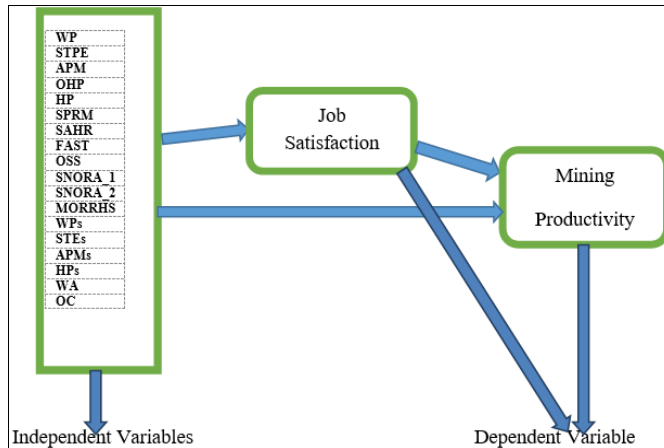 WP
STPE
APM
OHP
HP
SPRM
SAHR
FAST
OSS
SNORA_1
SNORA_2
MORRHS
WPs
STEs
APMs
HPs
WA
OC
Job
Satisfaction
Mining
Productivity
Independent Variables
Dependent Variable